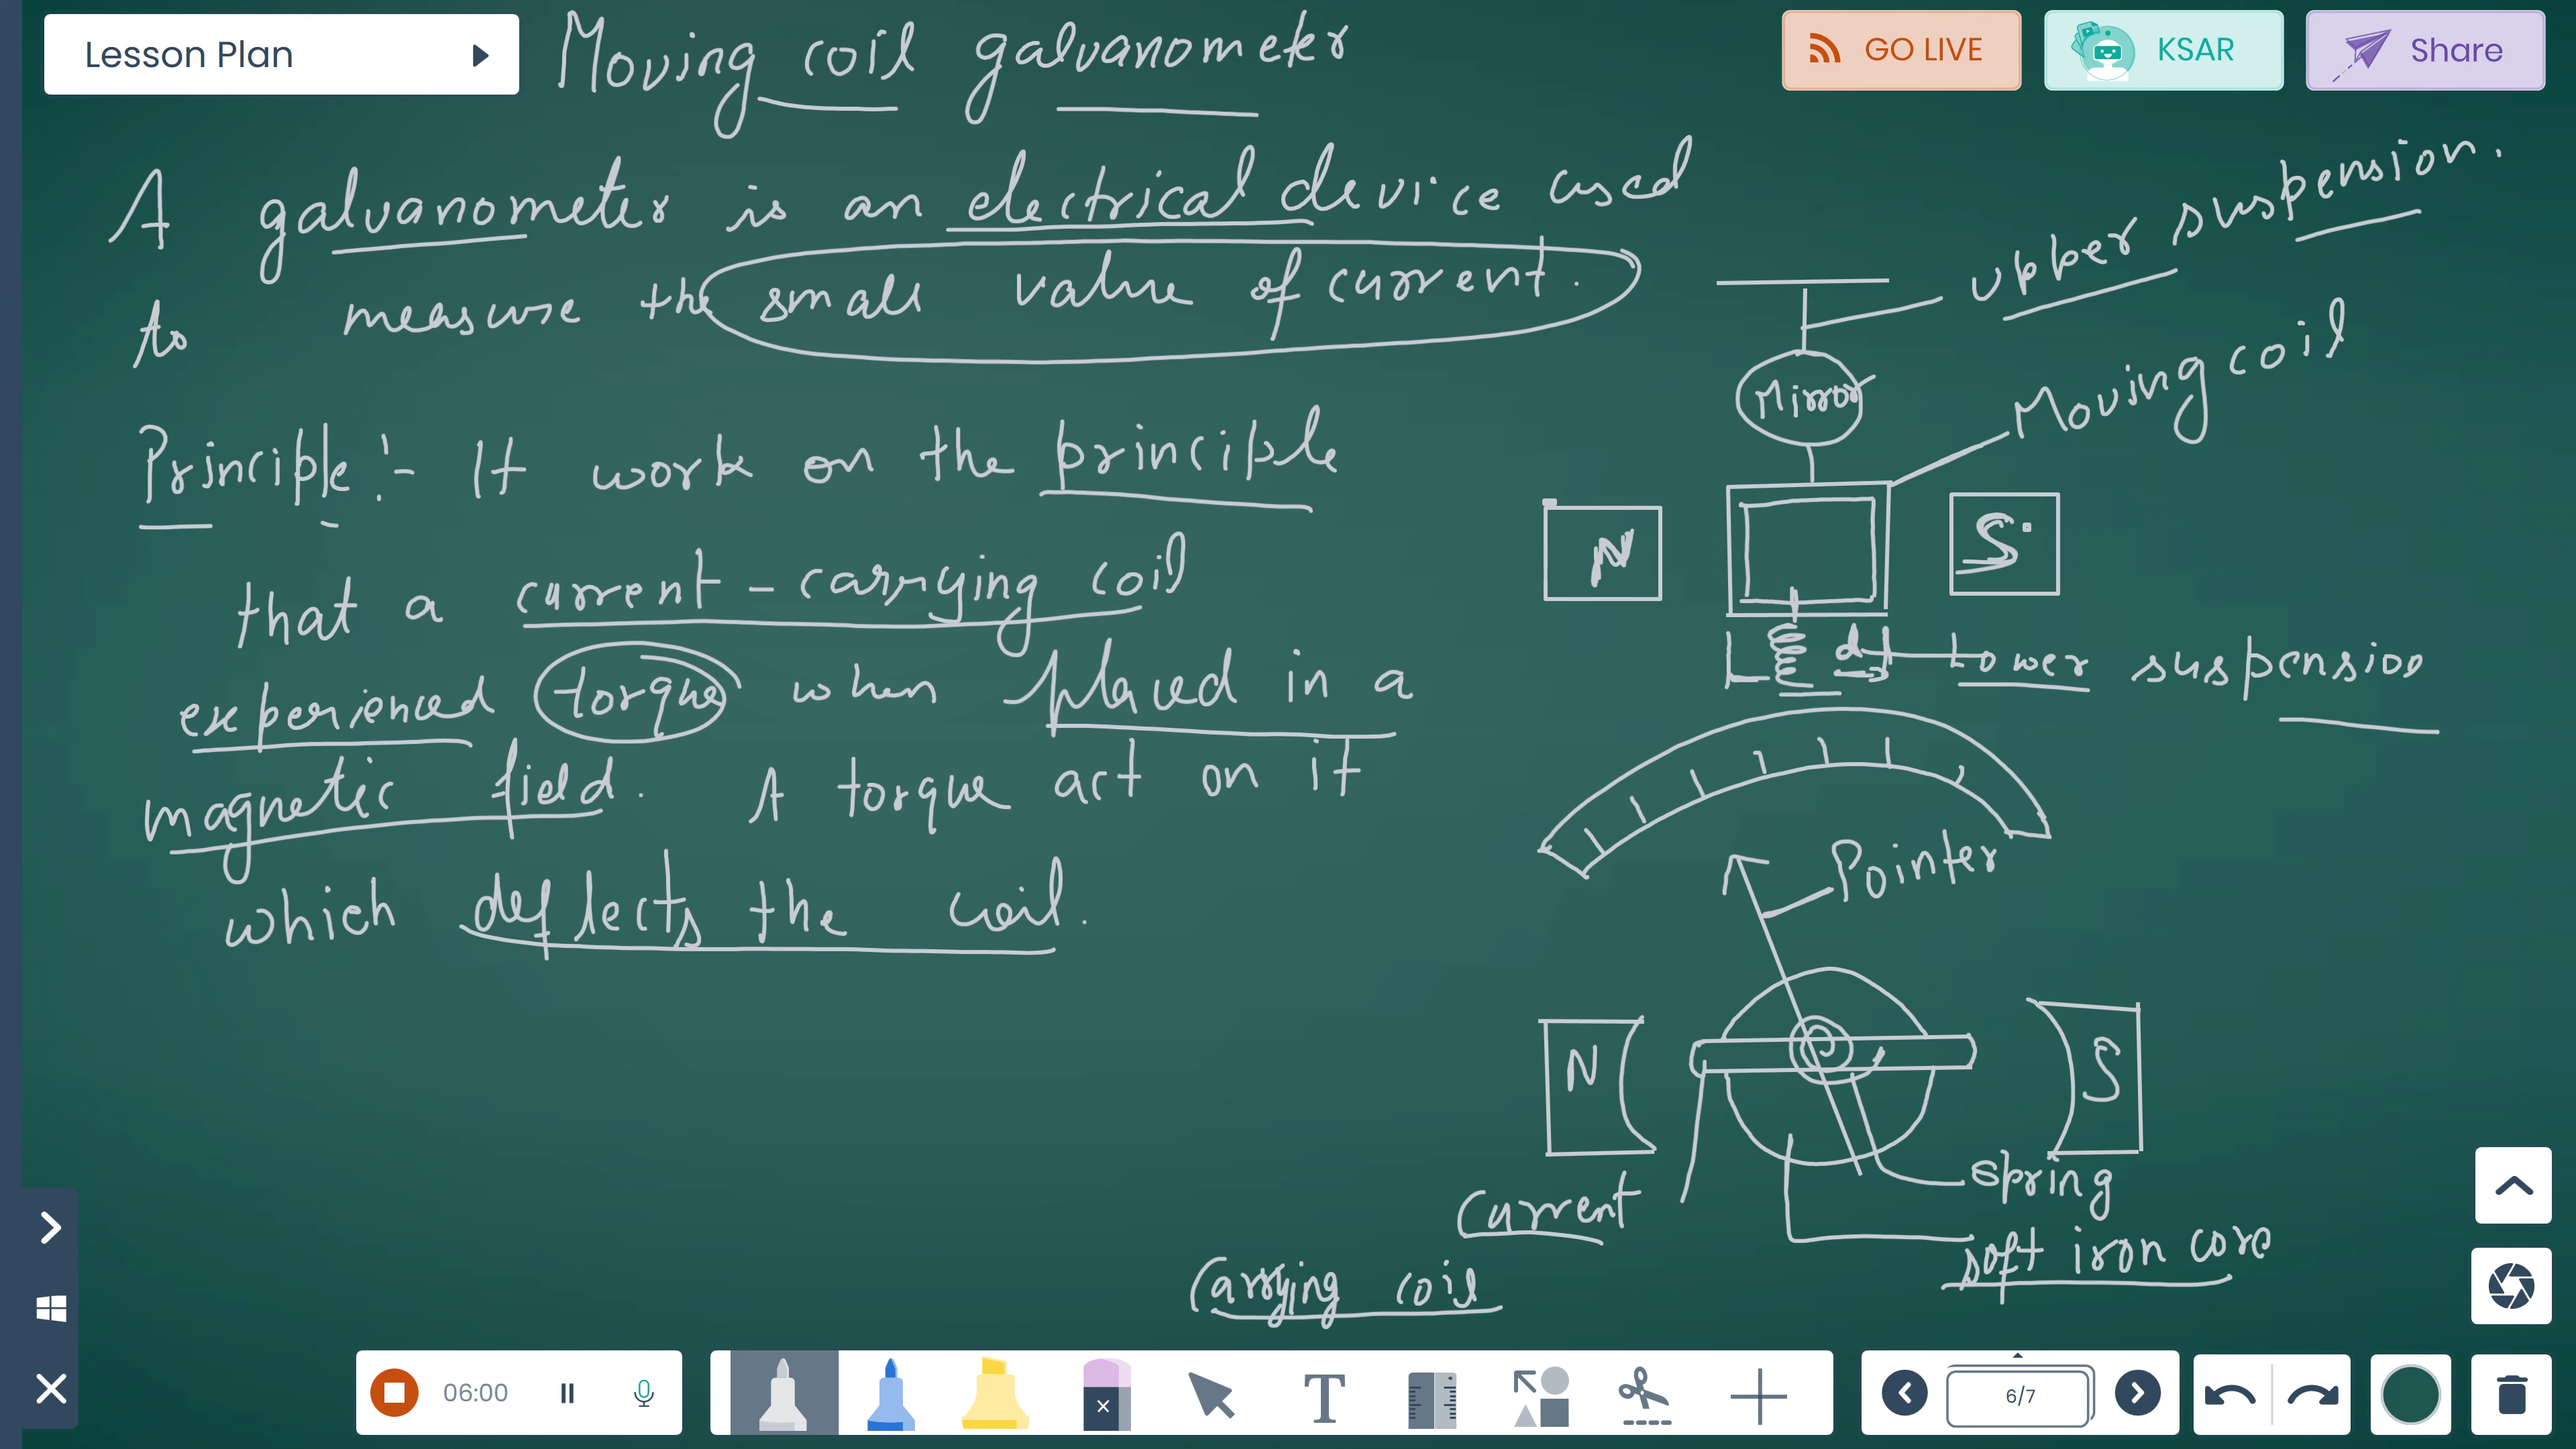 Lesson Plan
Moving coil galvanometer
GO LIVE
KSAR
Share
A galvanometer is an electrical device used
to measure the small value of current.
Principle :- It work on the principle
that a current - carrying coil
experienced torque when placed in a
magnetic field. A torque act on it
which deflects the coil.
upper suspension.
Mirror
Moving coil
N
S
Lower suspension
Pointer
N
S
Spring
soft iron core
Current
Carrying coil
06:00
T
6/7